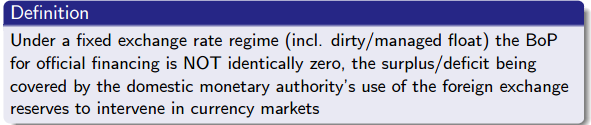 Definition
Under a fixed exchange rate regime (incl. dirty/managed float) the BoP
for official financing is NOT identically zero, the surplus/deficit being
covered by the domestic monetary authority's use of the foreign exchange
reserves to intervene in currency markets